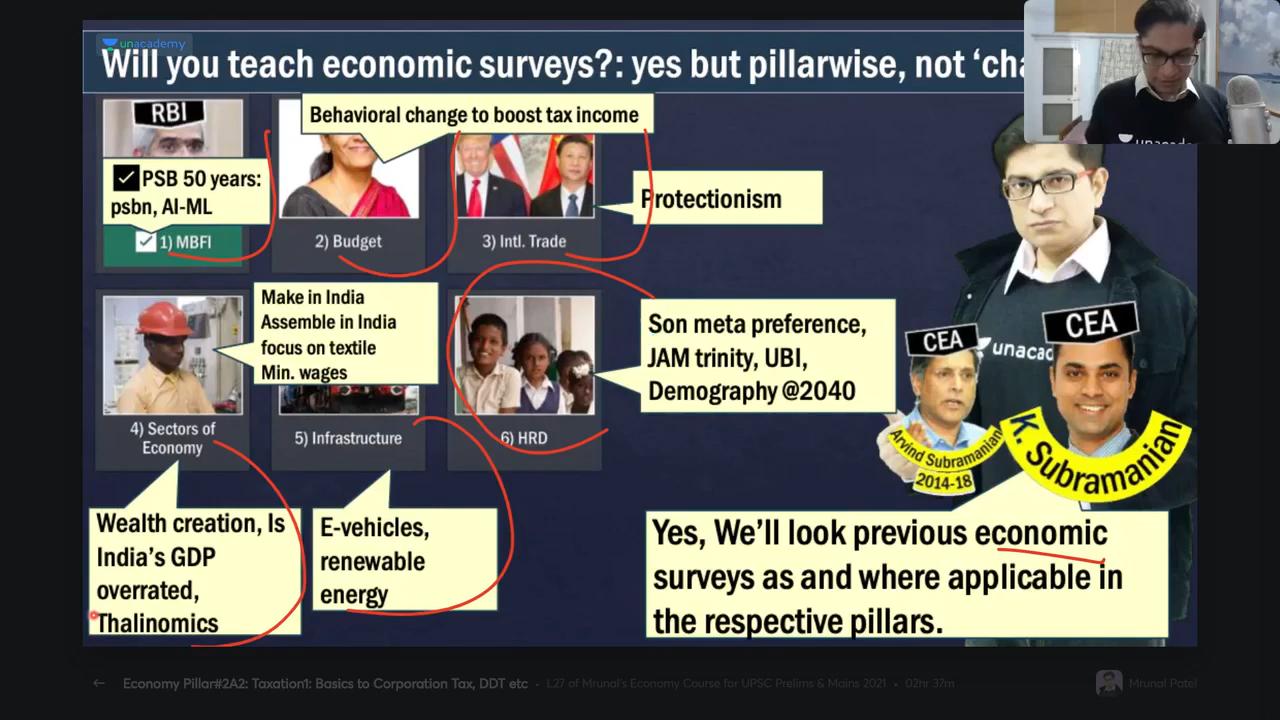 unacademy
Will you teach economic surveys?: yes but pillarwise, not ‘cha
RBI
Behavioral change to boost tax income
PSB 50 years:
psbn, AI-ML
Protectionism
1) MBFI
2) Budget
3) Intl. Trade
Make in India
Assemble in India
focus on textile
Min. wages
Son meta preference,
JAM trinity, UBI,
Demography @2040
4) Sectors of
Economy
5) Infrastructure
6) HRD
CEA
CEA
unacad
Arvind Subramanian
2014-18
K. Subramanian
Wealth creation, Is
India’s GDP
overrated,
Thalinomics
E-vehicles,
renewable
energy
Yes, We’ll look previous economic
surveys as and where applicable in
the respective pillars.
Economy Pillar#2A2: Taxation1: Basics to Corporation Tax, DDT etc • L27 of Mrunal's Economy Course for UPSC Prelims & Mains 2021 • 02hr 37m
Mrunal Patel